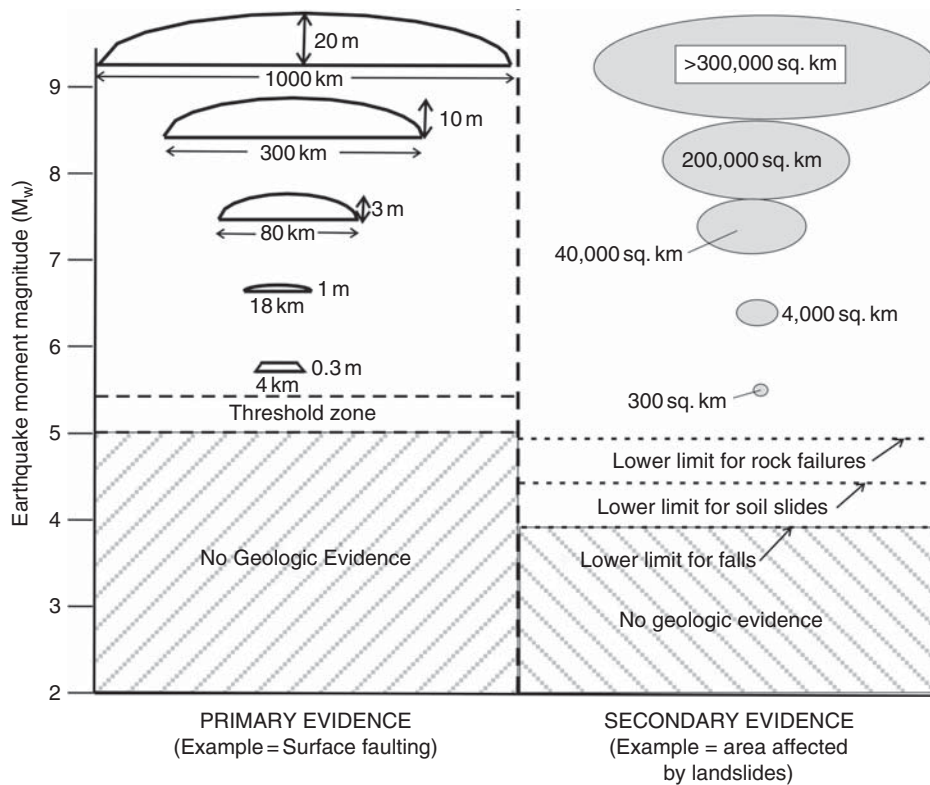 Earthquake moment magnitude (Mw)
9
8
7
6
5
4
3
2
20 m
1000 km
10 m
300 km
3 m
80 km
1 m
18 km
0.3 m
4 km
Threshold zone
No Geologic Evidence
PRIMARY EVIDENCE
(Example = Surface faulting)
>300,000 sq. km
200,000 sq. km
40,000 sq. km
4,000 sq. km
300 sq. km
Lower limit for rock failures
Lower limit for soil slides
Lower limit for falls
No geologic evidence
SECONDARY EVIDENCE
(Example = area affected
by landslides)